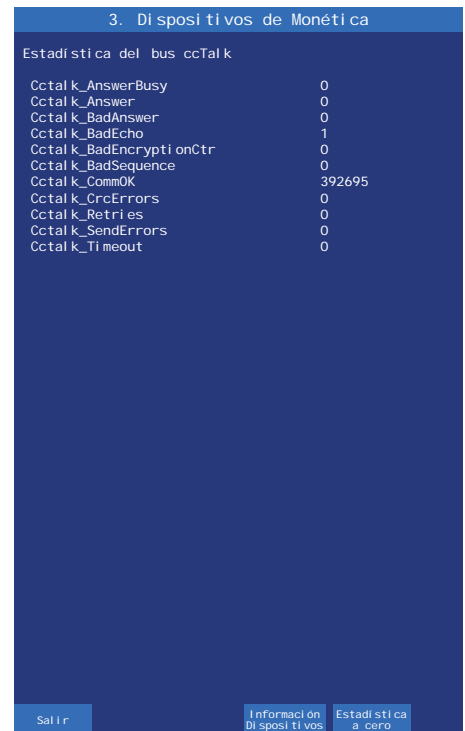 3. Dispositivos de Monética
Estadística del bus ccTalk
Cctalk_AnswerBusy 0
Cctalk_Answer 0
Cctalk_BadAnswer 0
Cctalk_BadEcho 1
Cctalk_BadEncryptionCtr 0
Cctalk_BadSequence 0
Cctalk_CommOK 392695
Cctalk_CrcErrors 0
Cctalk_Retries 0
Cctalk_SendErrors 0
Cctalk_Timeout 0
Salir
Información
Dispositivos
Estadística
a cero